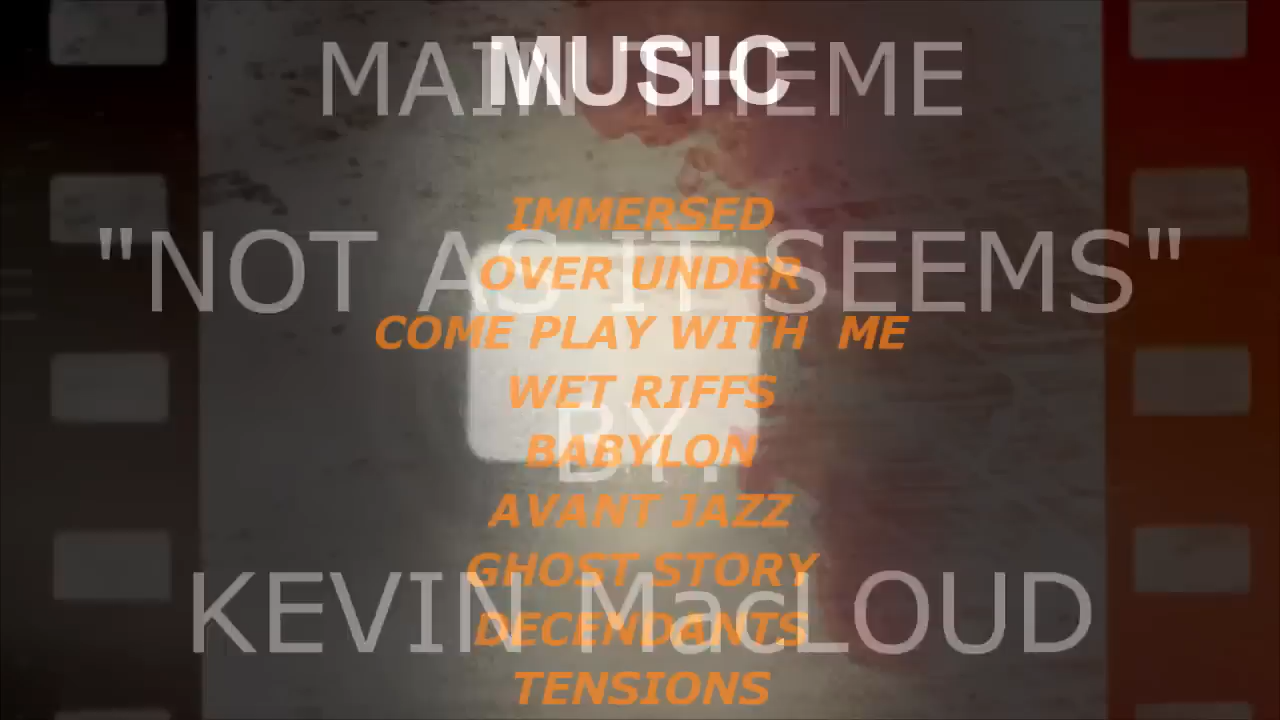 MUSIC
IMMERSED
OVER UNDER
COME PLAY WITH ME
WET RIFFS
BABYLON
AVANT JAZZ
GHOST STORY
DECENDANTS
TENSIONS
MAIN THEME
"NOT AS IT SEEMS"
BY:
KEVIN MacLOUD